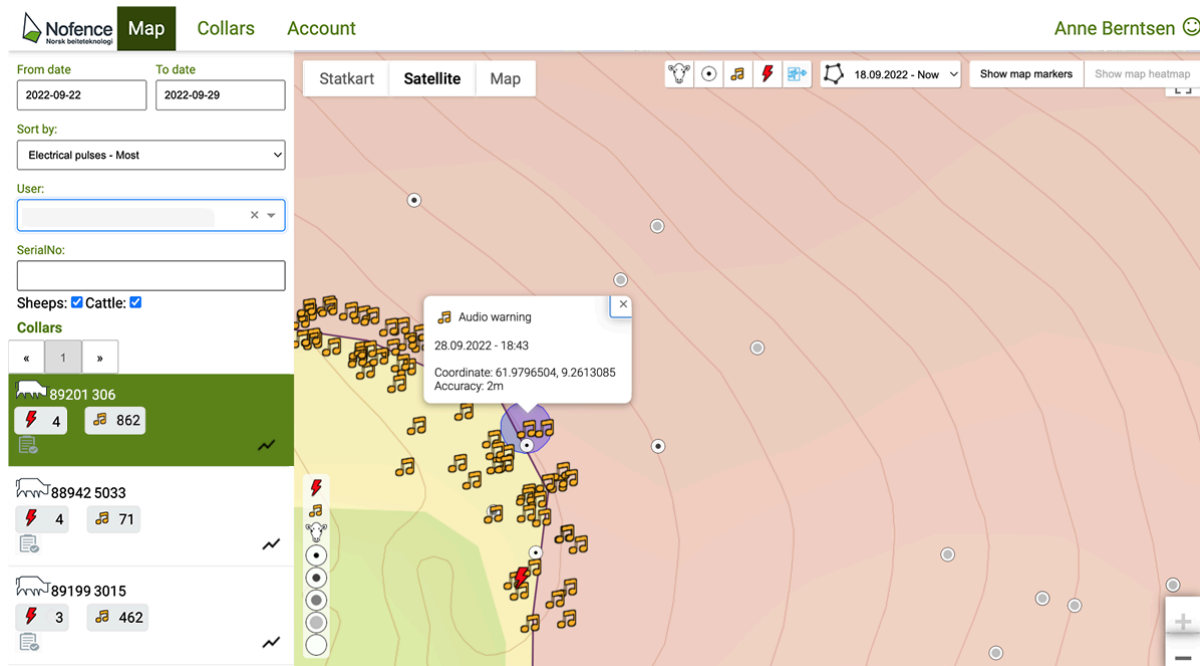 Nofence
Norsk beiteteknologi
Map
Collars
Account
Anne Berntsen
From date
To date
2022-09-22
2022-09-29
Sort by:
Electrical pulses - Most
User:
SerialNo:
Sheeps:
Cattle:
Collars
«
1
»
89201 306
4
862
88942 5033
4
71
89199 3015
3
462
Statkart
Satellite
Map
18.09.2022 - Now
Show map markers
Show map heatmap
Audio warning
28.09.2022 - 18:43
Coordinate: 61.9796504, 9.2613085
Accuracy: 2m